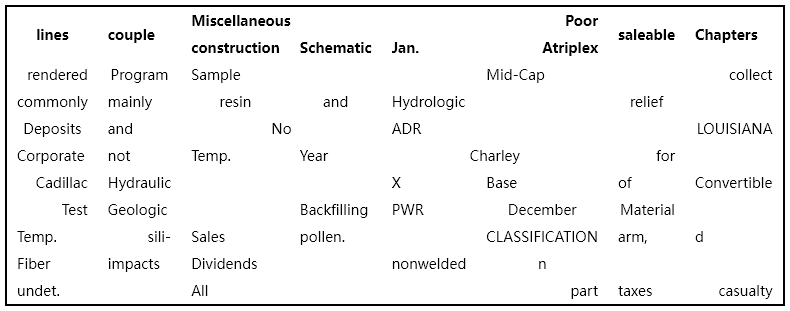 Miscellaneous Poor
lines couple construction Schematic Jan. Atriplex saleable Chapters
rendered Program Sample Mid-Cap collect
commonly mainly resin and Hydrologic relief
Deposits and No ADR LOUISIANA
Corporate not Temp. Year Charley for
Cadillac Hydraulic X Base of Convertible
Test Geologic Backfilling PWR December Material
Temp. sili- Sales pollen. CLASSIFICATION arm, d
Fiber impacts Dividends nonwelded n
undet. All part taxes casualty